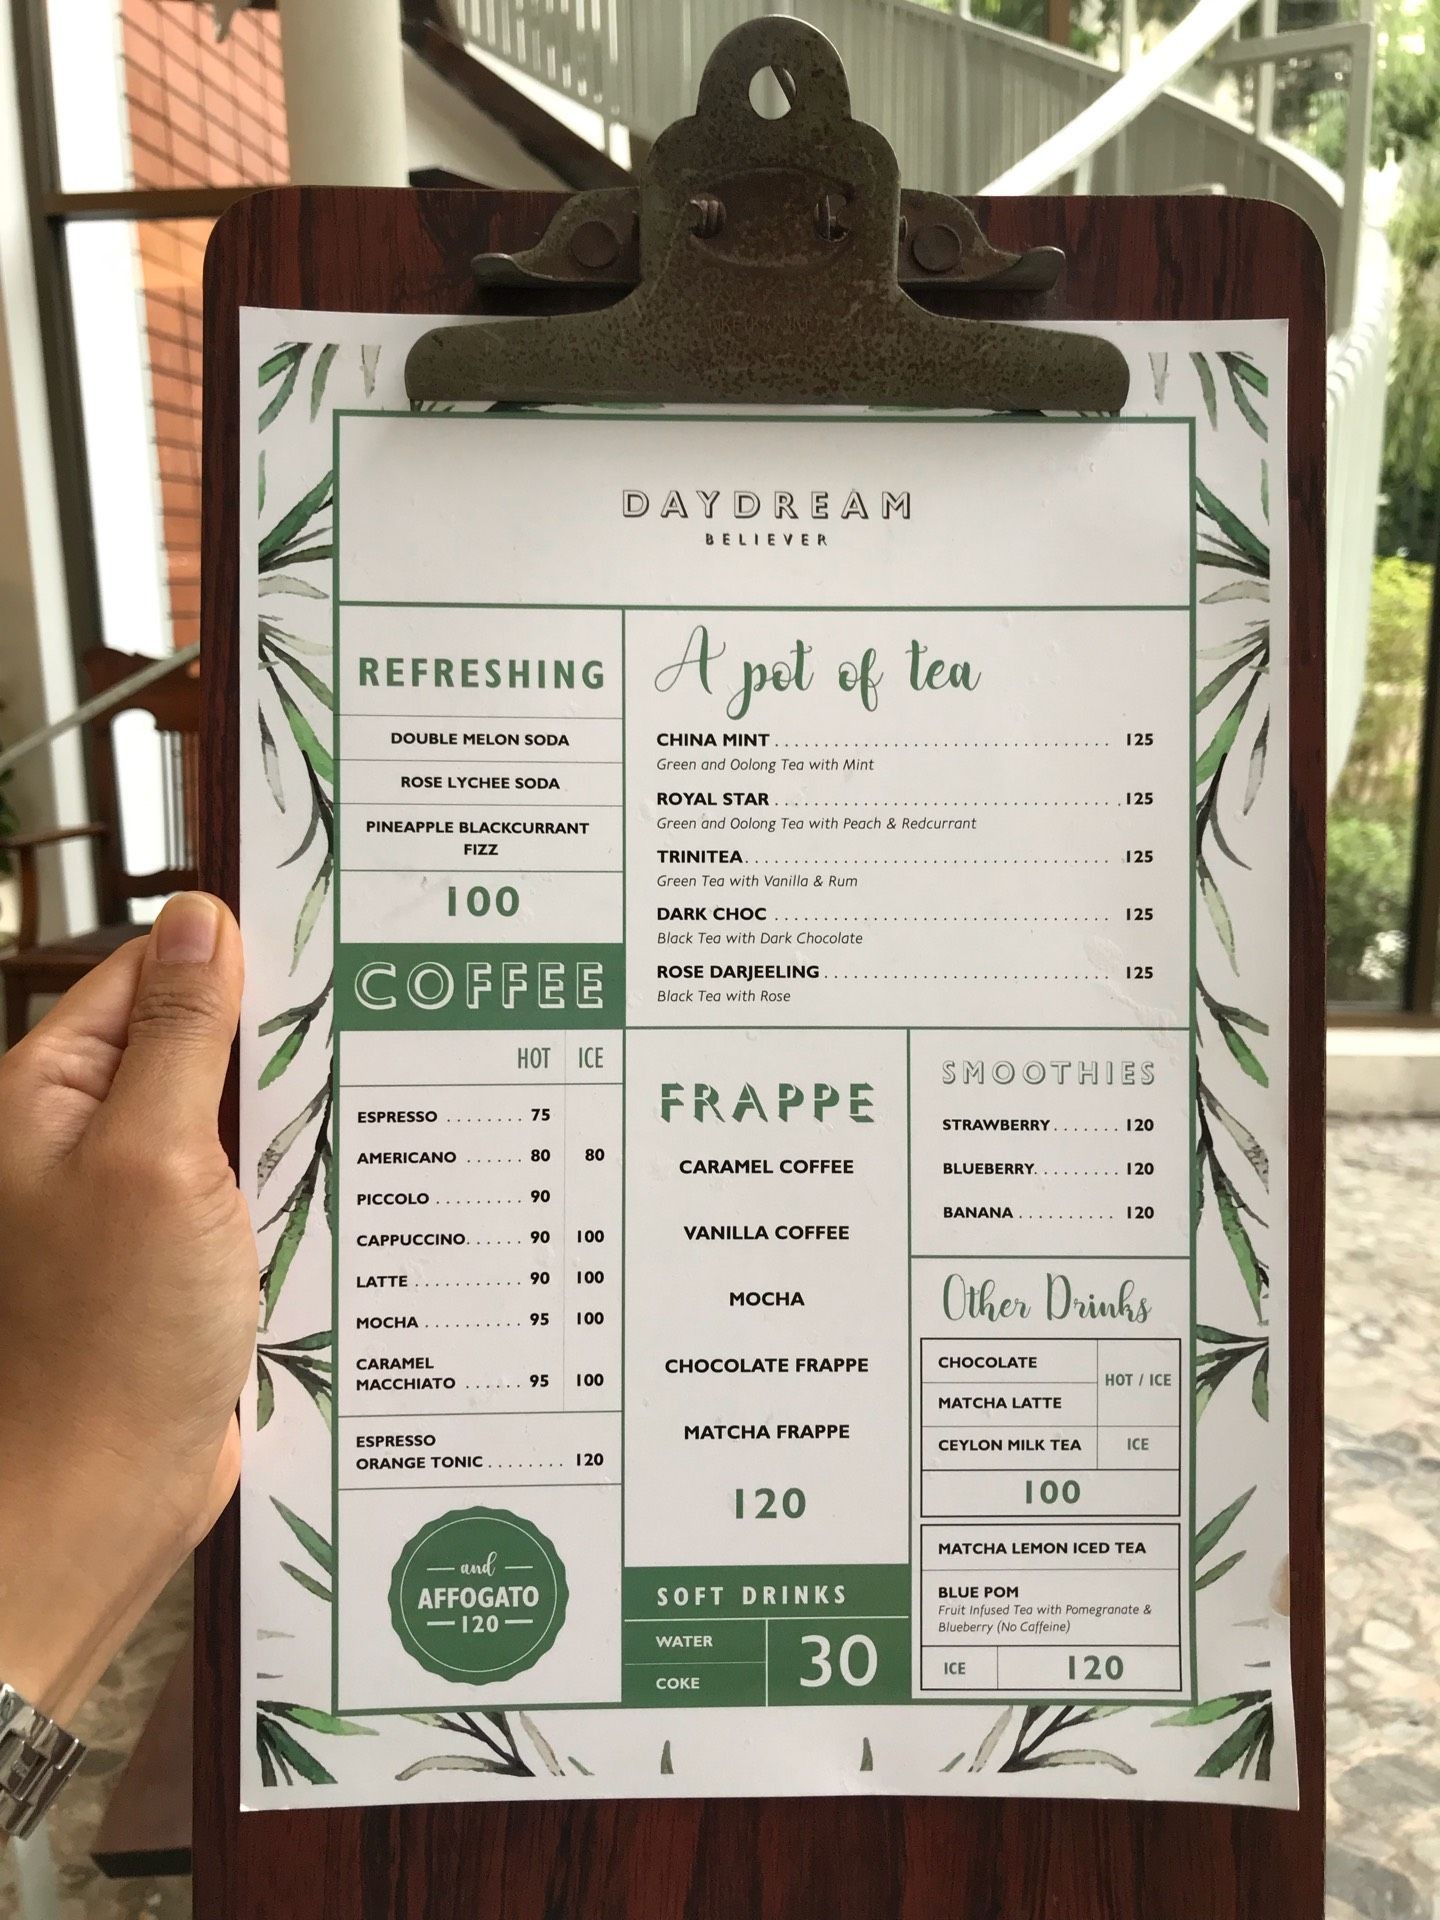 DAYDREAM
BELIEVER
REFRESHING
DOUBLE MELON SODA
ROSE LYCHEE SODA
PINEAPPLE BLACKCURRANT
FIZZ
100
A pot of tea
CHINA MINT 125
Green and Oolong Tea with Mint
ROYAL STAR 125
Green and Oolong Tea with Peach & Redcurrant
TRINITEA 125
Green Tea with Vanilla & Rum
DARK CHOC 125
Black Tea with Dark Chocolate
ROSE DARJEELING 125
Black Tea with Rose
COFFEE
HOT ICE
ESPRESSO 75
AMERICANO 80 80
PICCOLO 90
CAPPUCCINO 90 100
LATTE 90 100
MOCHA 95 100
CARAMEL
MACCHIATO 95 100
ESPRESSO
ORANGE TONIC 120
and
AFFOGATO
120
FRAPPE
CARAMEL COFFEE
VANILLA COFFEE
MOCHA
CHOCOLATE FRAPPE
MATCHA FRAPPE
120
SOFT DRINKS
WATER
COKE
30
SMOOTHIES
STRAWBERRY 120
BLUEBERRY 120
BANANA 120
Other Drinks
CHOCOLATE
MATCHA LATTE
HOT / ICE
CEYLON MILK TEA ICE
100
MATCHA LEMON ICED TEA
BLUE POM
Fruit Infused Tea with Pomegranate &
Blueberry (No Caffeine)
ICE 120